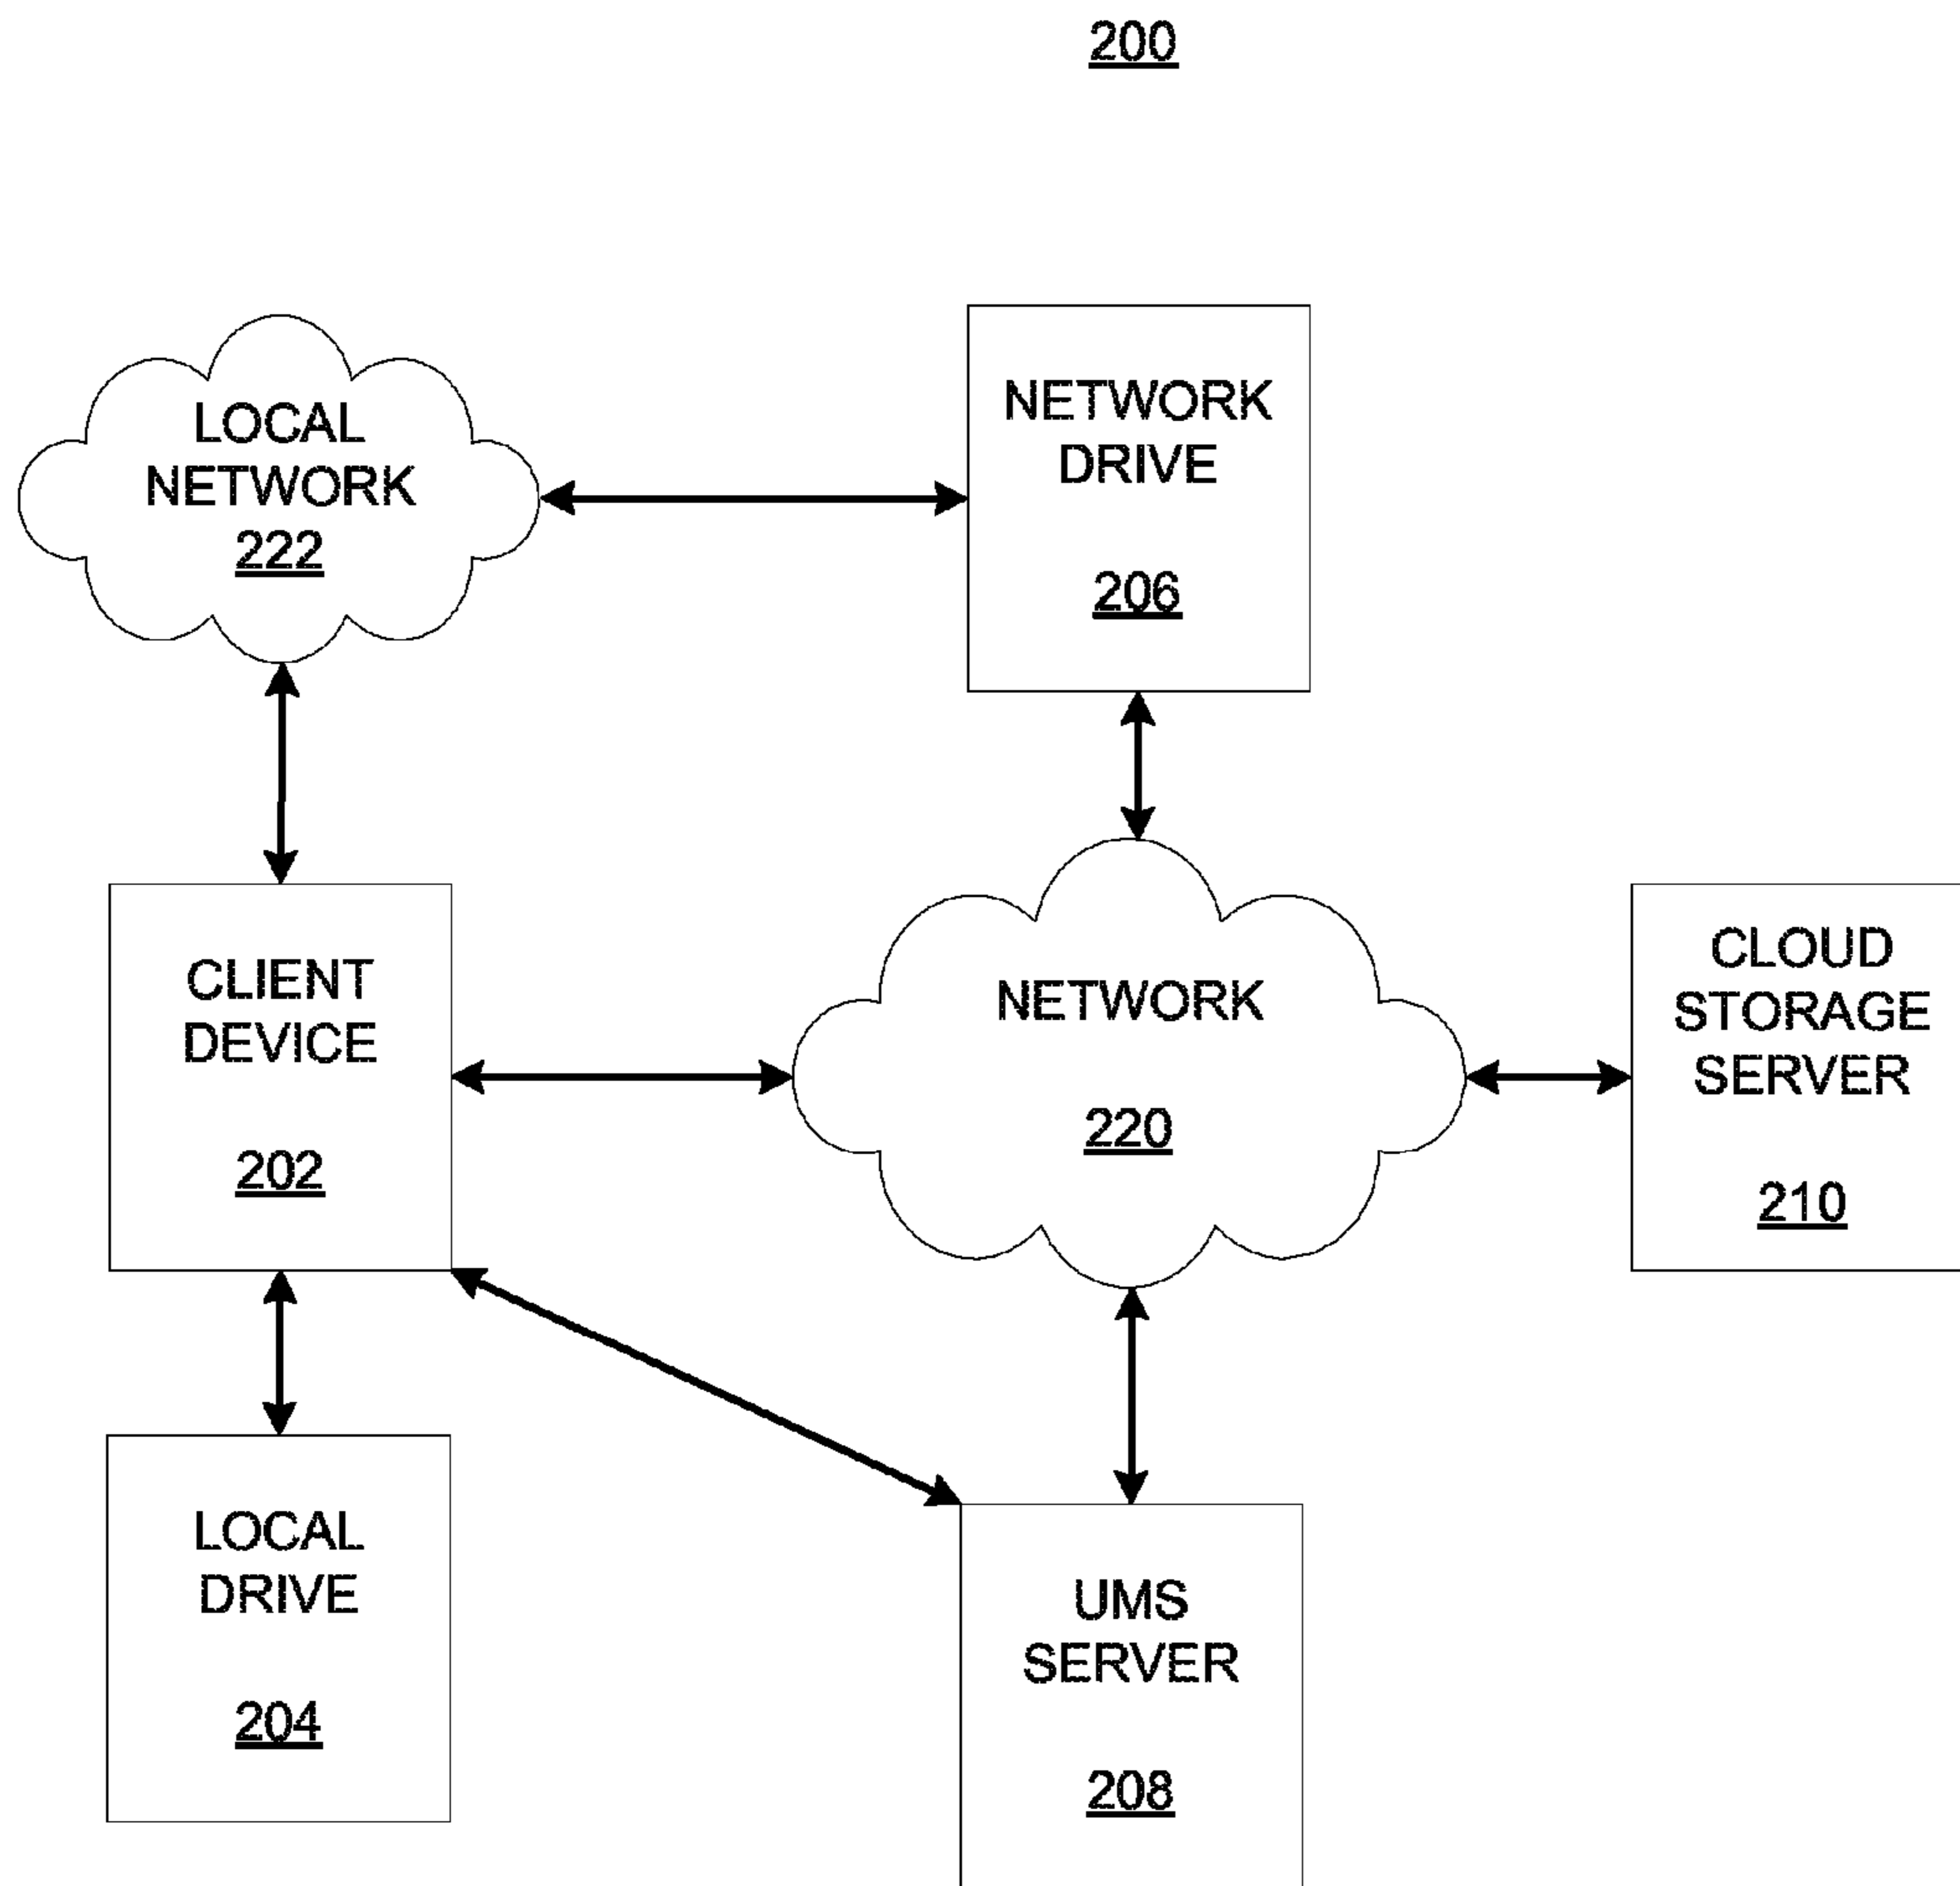 200
LOCAL
NETWORK
222
NETWORK
DRIVE
206
CLIENT
DEVICE
202
NETWORK
220
CLOUD
STORAGE
SERVER
210
LOCAL
DRIVE
204
UMS
SERVER
208